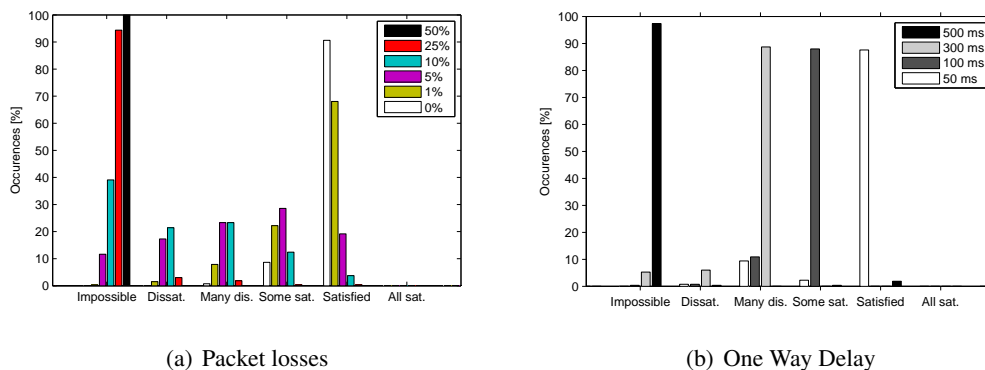 100
90
80
70
60
50
40
30
20
10
0
Occurences [%]
50%
25%
10%
5%
1%
0%
Impossible Dissat. Many dis. Some sat. Satisfied All sat.
(a) Packet losses
100
90
80
70
60
50
40
30
20
10
0
Occurences [%]
500 ms
300 ms
100 ms
50 ms
Impossible Dissat. Many dis. Some sat. Satisfied All sat.
(b) One Way Delay